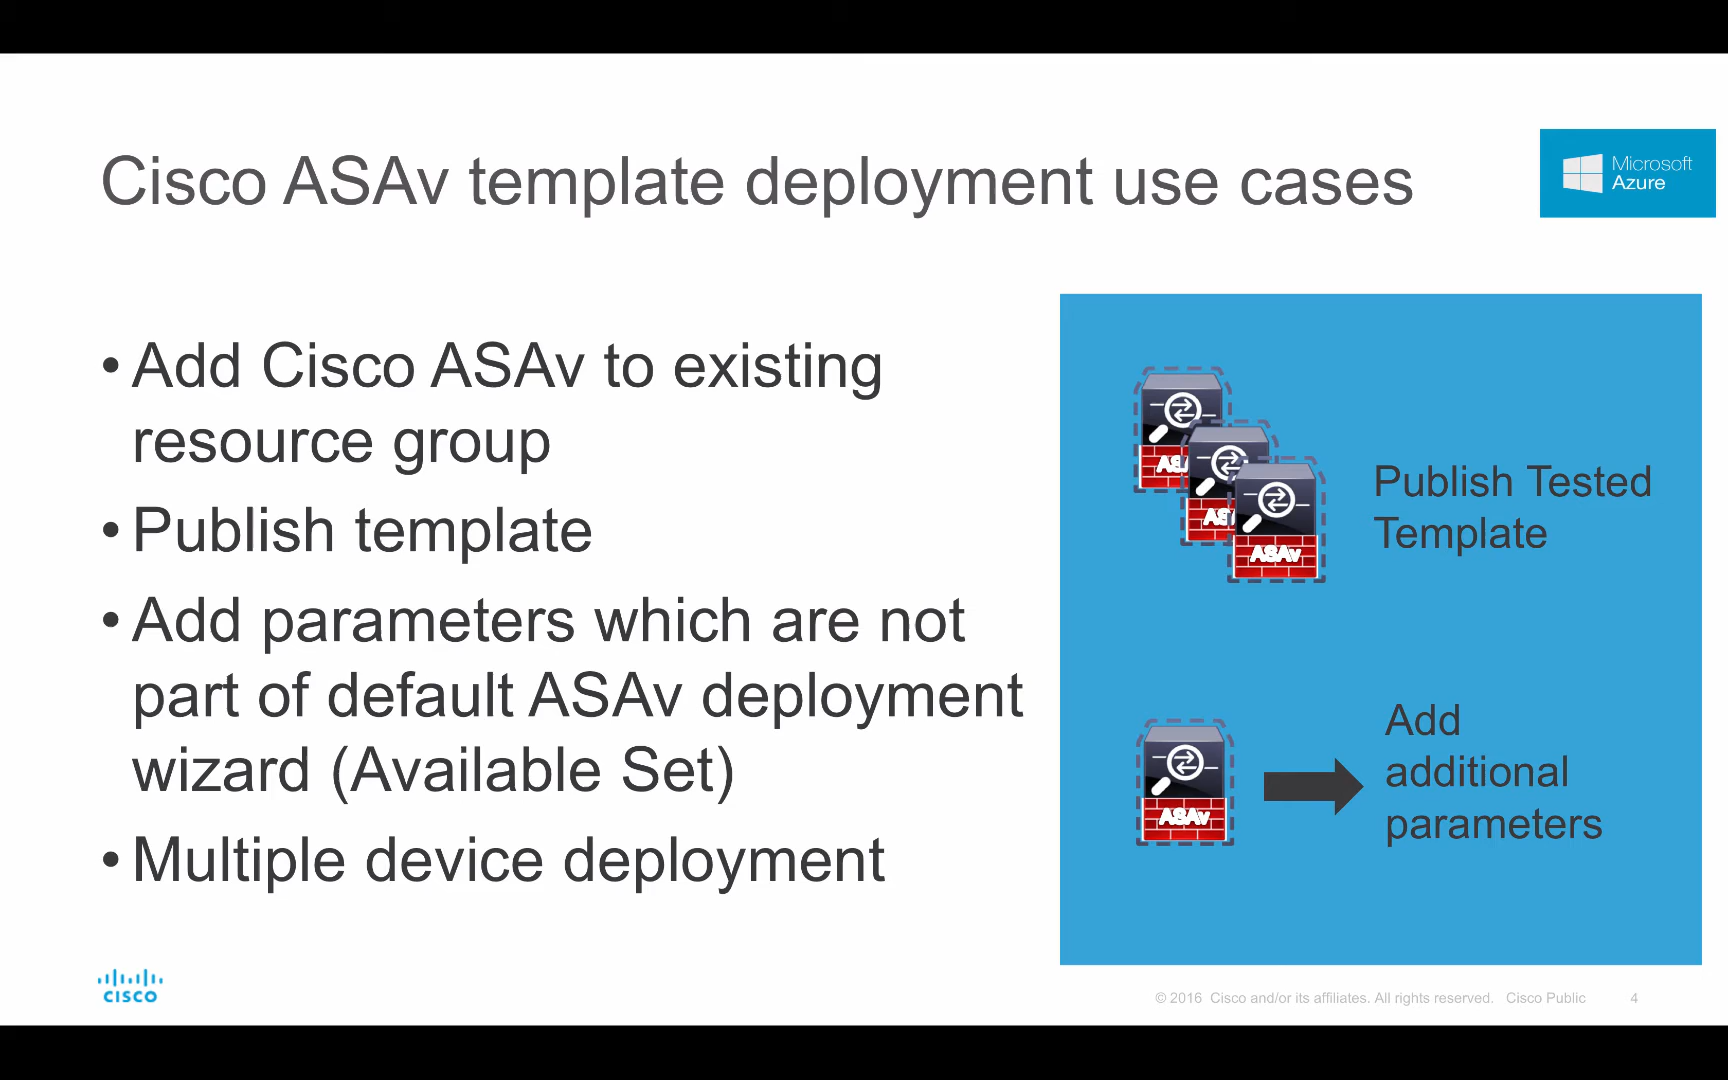 Cisco ASAv template deployment use cases
Microsoft
Azure
• Add Cisco ASAv to existing
resource group
• Publish template
• Add parameters which are not
part of default ASAv deployment
wizard (Available Set)
• Multiple device deployment
ASAv
Publish Tested
Template
ASAv
Add
additional
parameters
CISCO
© 2016 Cisco and/or its affiliates. All rights reserved. Cisco Public 4